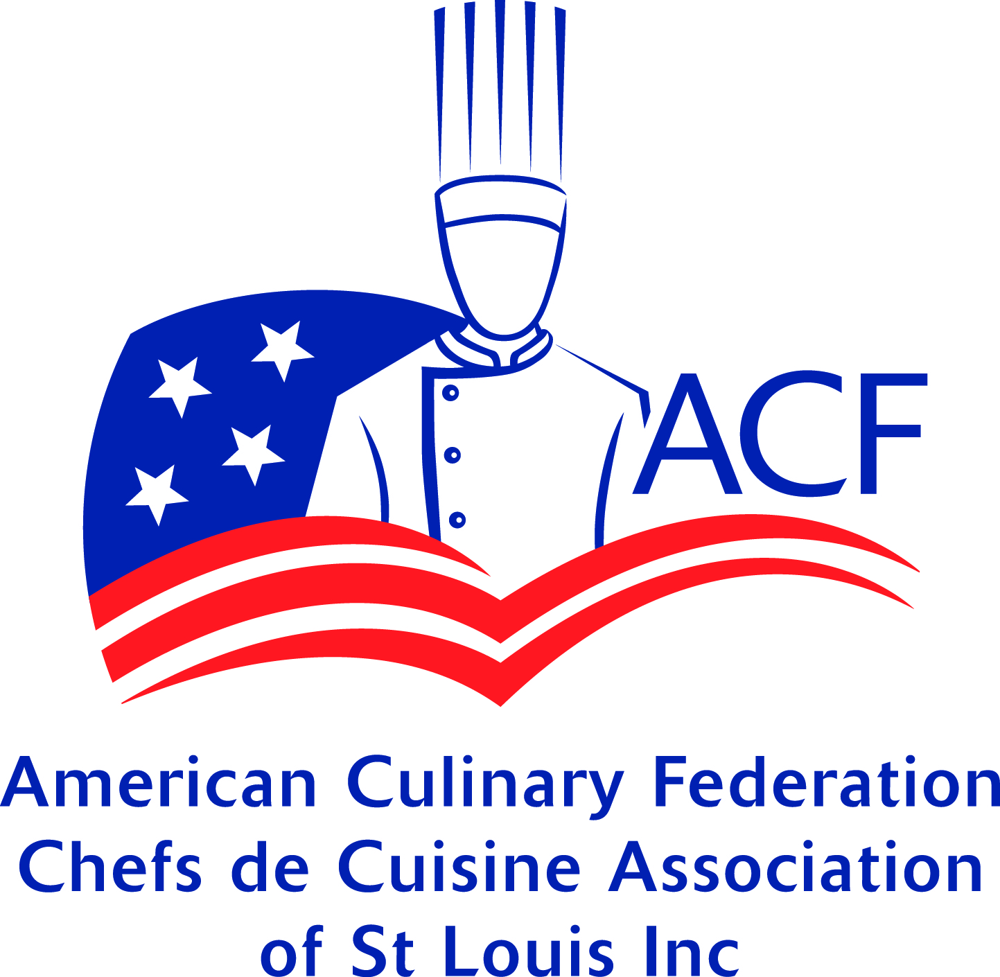 ACF
American Culinary Federation
Chefs de Cuisine Association
of St Louis Inc